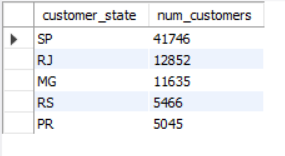 customer_state num_customers
SP 41746
RJ 12852
MG 11635
RS 5466
PR 5045